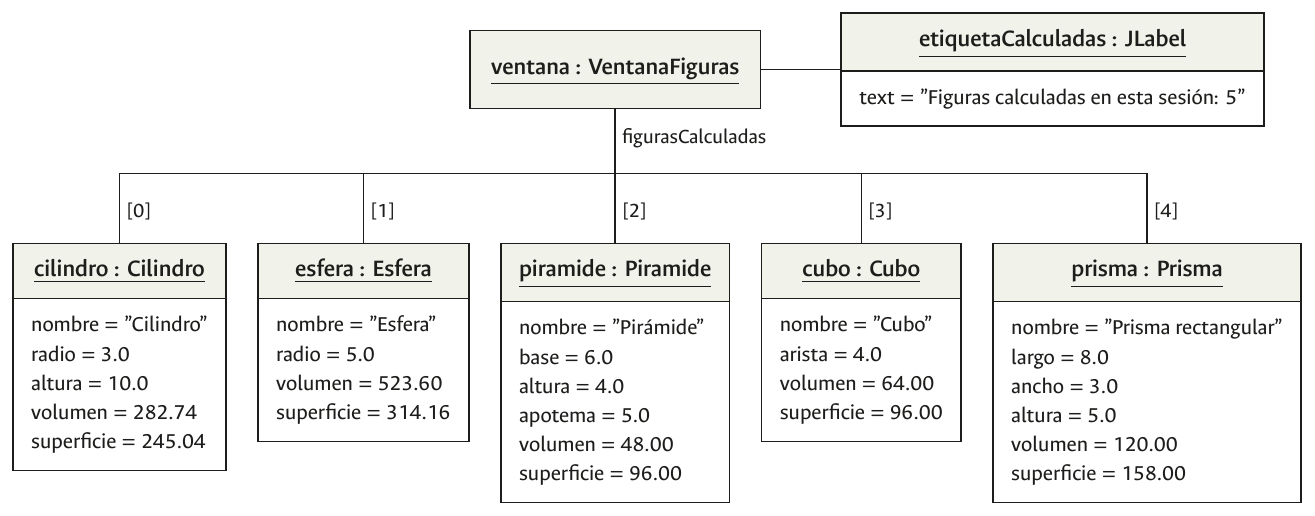 ventana : VentanaFiguras
etiquetaCalculadas : JLabel
text = ”Figuras calculadas en esta sesión: 5”
figurasCalculadas
[0]
[1]
[2]
[3]
[4]
cilindro : Cilindro
nombre = ”Cilindro”
radio = 3.0
altura = 10.0
volumen = 282.74
superficie = 245.04
esfera : Esfera
nombre = ”Esfera”
radio = 5.0
volumen = 523.60
superficie = 314.16
piramide : Piramide
nombre = ”Pirámide”
base = 6.0
altura = 4.0
apotema = 5.0
volumen = 48.00
superficie = 96.00
cubo : Cubo
nombre = ”Cubo”
arista = 4.0
volumen = 64.00
superficie = 96.00
prisma : Prisma
nombre = ”Prisma rectangular”
largo = 8.0
ancho = 3.0
altura = 5.0
volumen = 120.00
superficie = 158.00